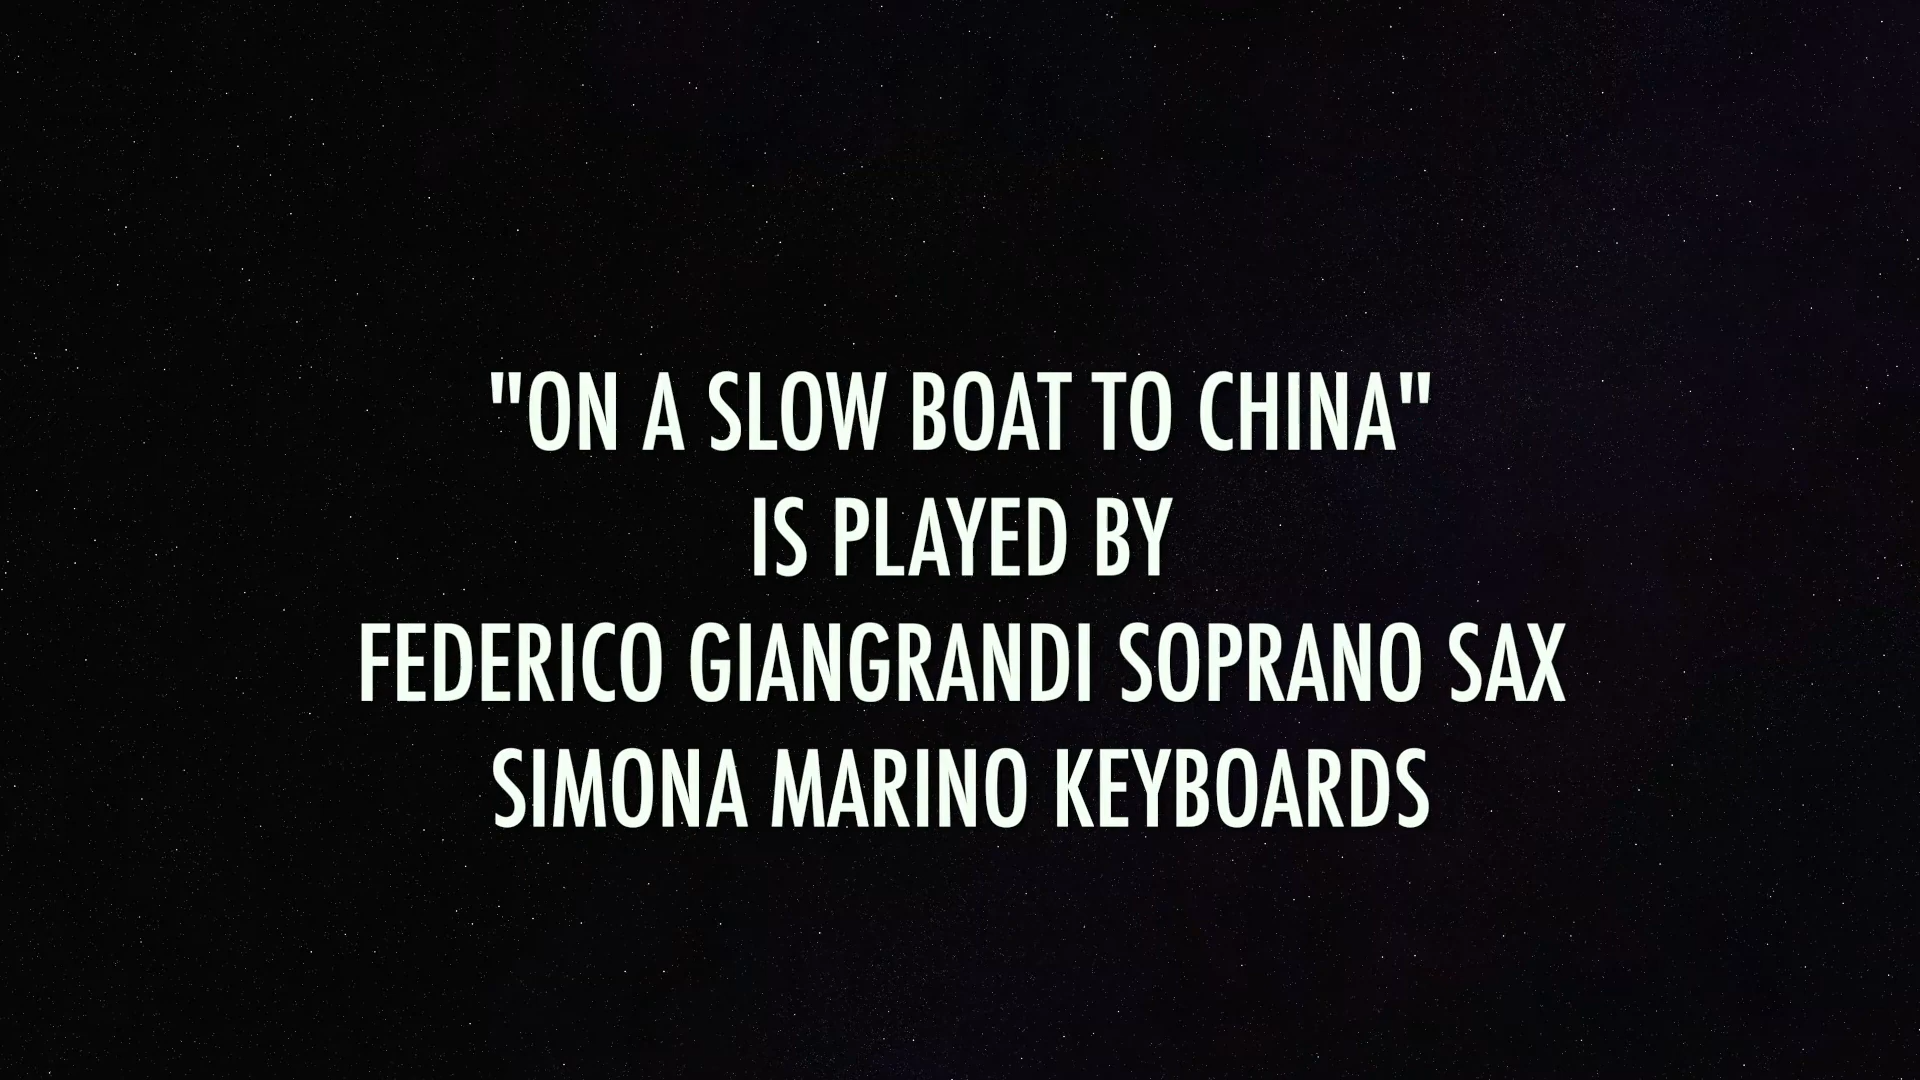 "ON A SLOW BOAT TO CHINA"
IS PLAYED BY
FEDERICO GIANGRANDI SOPRANO SAX
SIMONA MARINO KEYBOARDS